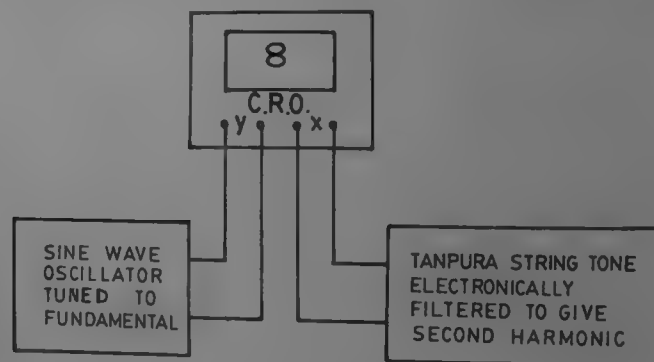 8
C.R.O.
y x
SINE WAVE
OSCILLATOR
TUNED TO
FUNDAMENTAL
TANPURA STRING TONE
ELECTRONICALLY
FILTERED TO GIVE
SECOND HARMONIC